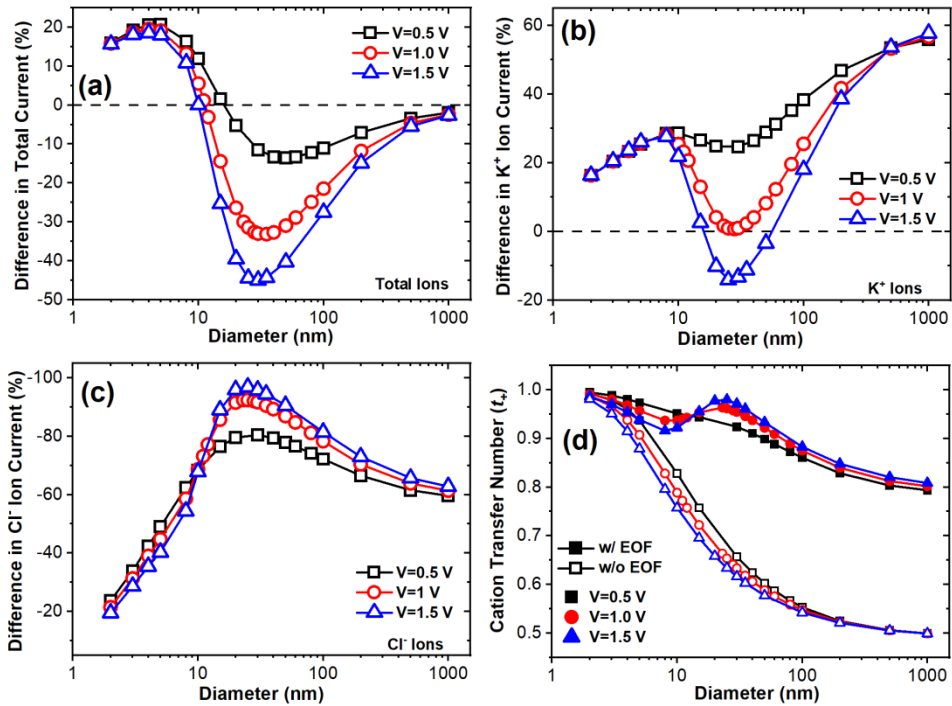 (a)
Difference in Total Current (%)
20
10
0
-10
-20
-30
-40
-50
V=0.5 V
V=1.0 V
V=1.5 V
Total Ions
1
10
100
1000
Diameter (nm)
(b)
Difference in K⁺ Ion Current (%)
60
40
20
0
-20
V=0.5 V
V=1 V
V=1.5 V
K⁺ Ions
1
10
100
1000
Diameter (nm)
(c)
Difference in Cl⁻ Ion Current (%)
-100
-80
-60
-40
-20
V=0.5 V
V=1 V
V=1.5 V
Cl⁻ Ions
1
10
100
1000
Diameter (nm)
(d)
Cation Transfer Number (t₊)
1.0
0.9
0.8
0.7
0.6
0.5
w/ EOF
w/o EOF
V=0.5 V
V=1.0 V
V=1.5 V
1
10
100
1000
Diameter (nm)